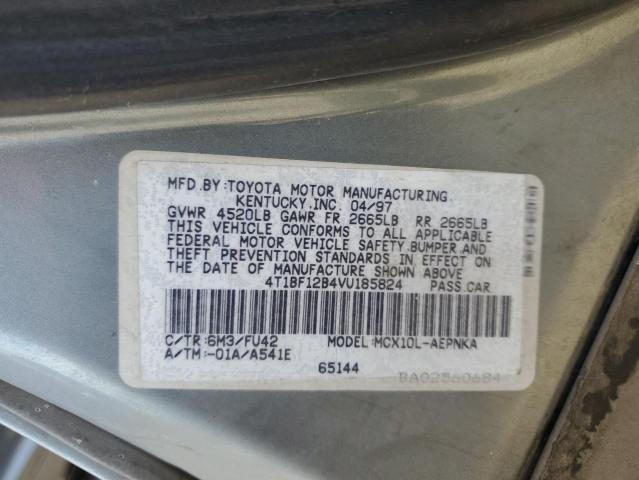 MFD.BY:TOYOTA MOTOR MANUFACTURING
KENTUCKY,INC. 04/97
GVWR 4520LB GAWR FR 2665LB RR 2665LB
THIS VEHICLE CONFORMS TO ALL APPLICABLE
FEDERAL MOTOR VEHICLE SAFETY,BUMPER,AND
THEFT PREVENTION STANDARDS IN EFFECT ON
THE DATE OF MANUFACTURE SHOWN ABOVE
4T1BF12B4VU185824 PASS.CAR
C/TR:6M3/FU42 MODEL:MCX10L-AEPNKA
A/TM:-01A/A541E
65144
BA02560684